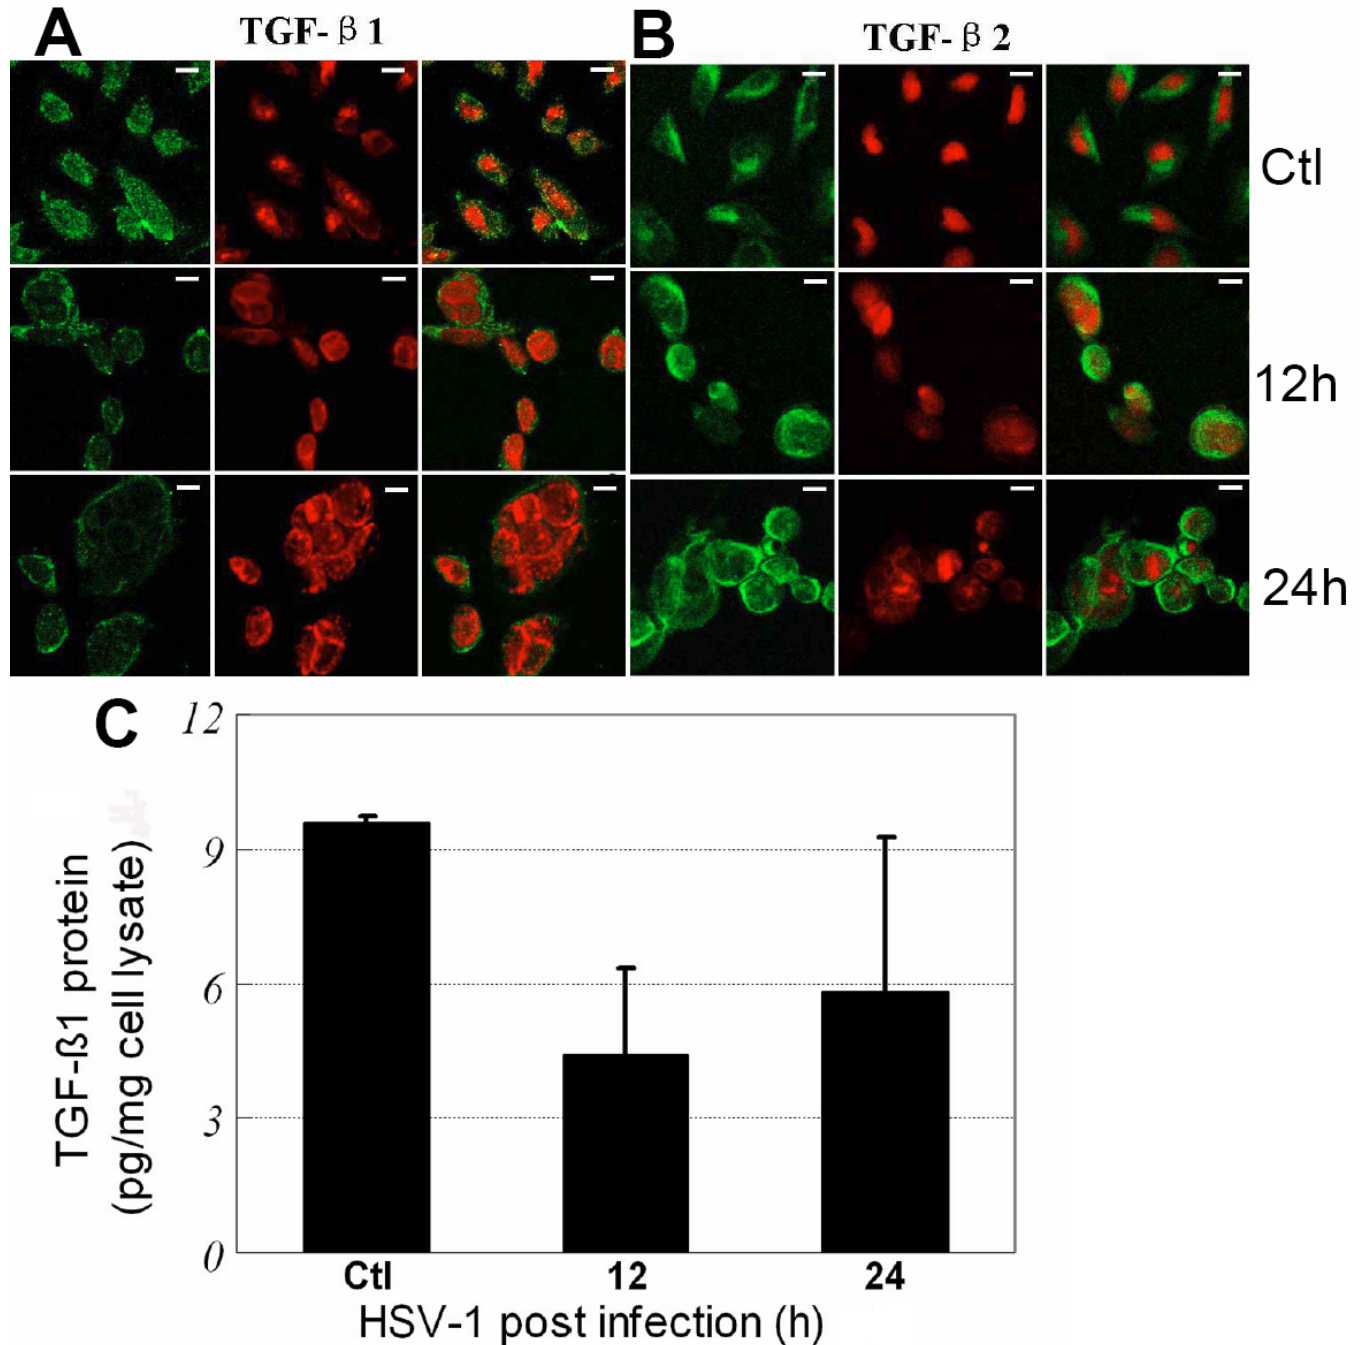 A
TGF-β1
B
TGF-β2
Ctl
12h
24h
C
12
9
6
3
0
TGF-ß1 protein
(pg/mg cell lysate)
Ctl
12
24
HSV-1 post infection (h)